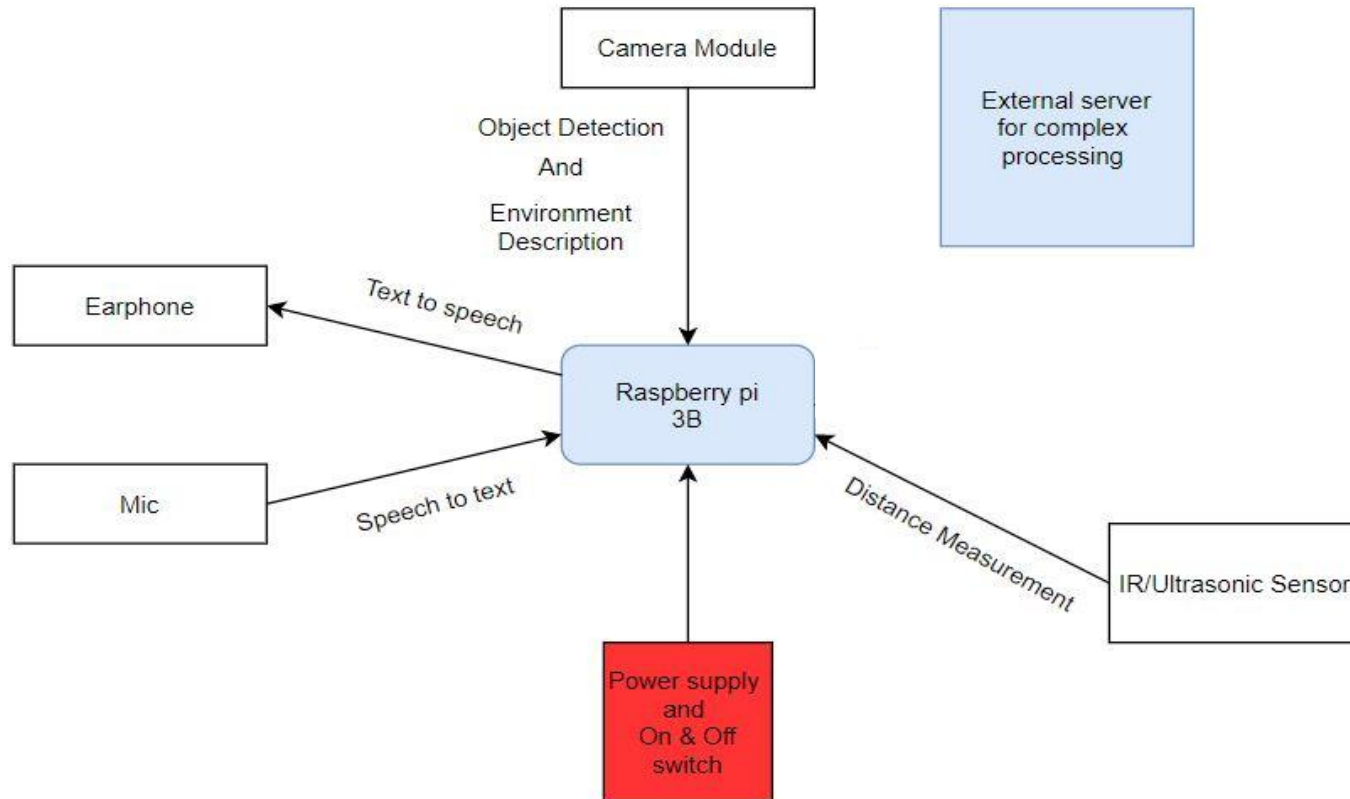 Camera Module
External server
for complex
processing
Object Detection
And
Environment
Description
Earphone
Text to speech
Raspberry pi
3B
Mic
Speech to text
Distance Measurement
IR/Ultrasonic Sensor
Power supply
and
On & Off
switch